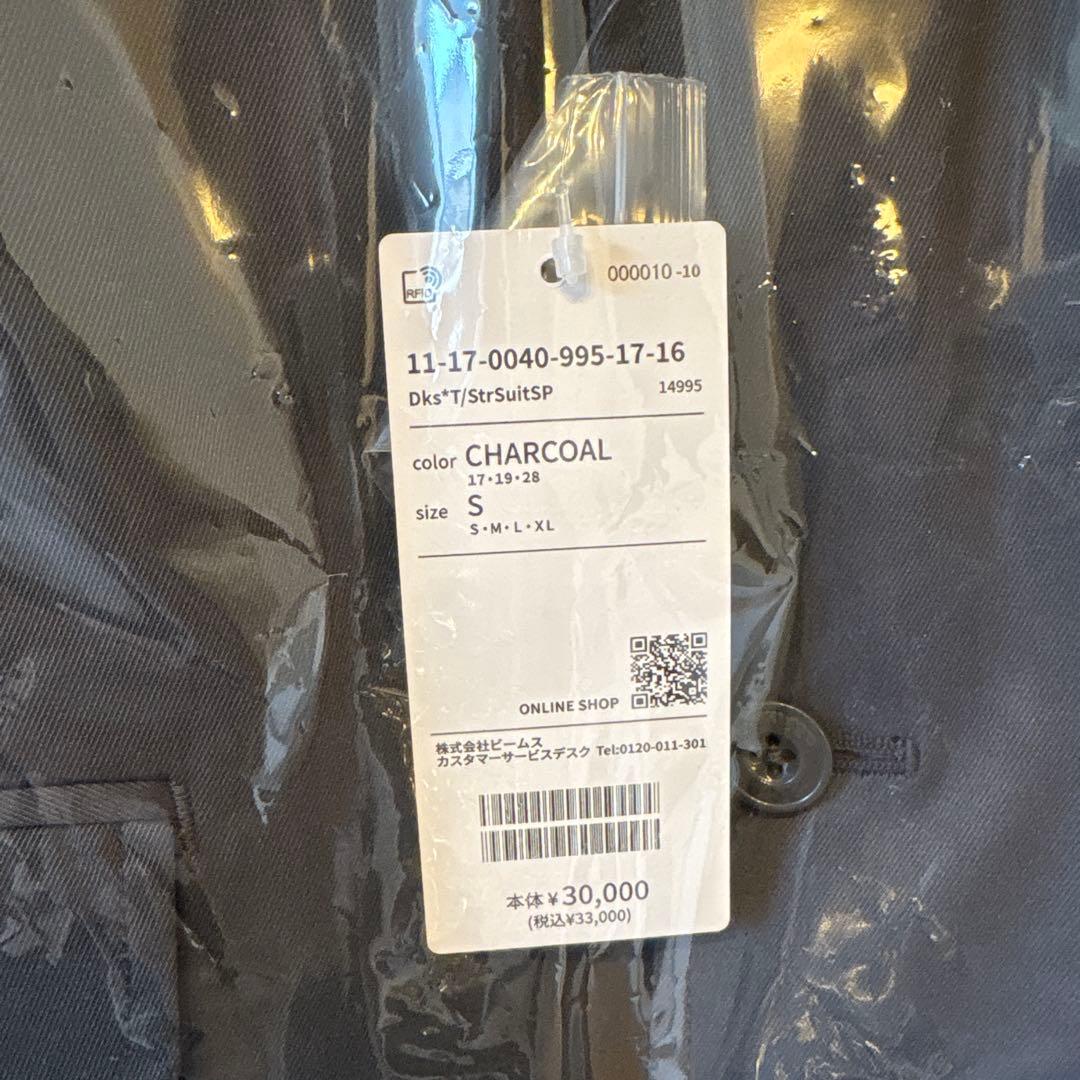 RFID
000010-10
11-17-0040-995-17-16
Dks*T/StrSuitSP 14995
color CHARCOAL
17・19・28
size S
S・M・L・XL
ONLINE SHOP
株式会社ビームス
カスタマーサービスデスク Tel:0120-011-301
本体¥30,000
(税込¥33,000)